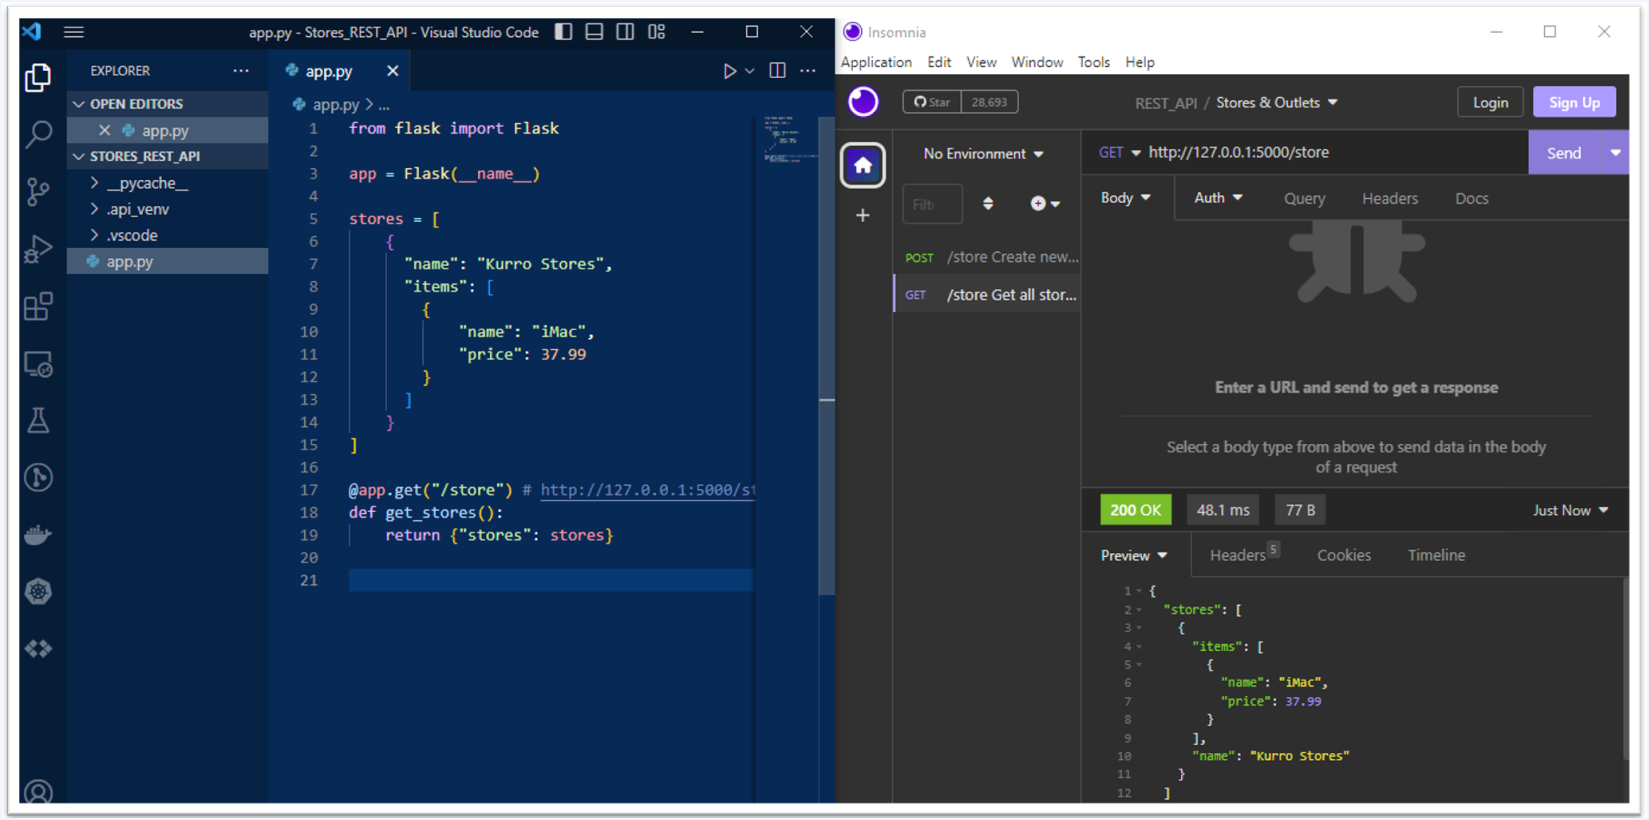 app.py - Stores_REST_API - Visual Studio Code
EXPLORER
OPEN EDITORS
app.py
STORES_REST_API
__pycache__
.api_venv
.vscode
app.py
app.py
app.py > ...
1 from flask import Flask
2
3 app = Flask(__name__)
4
5 stores = [
6 {
7 "name": "Kurro Stores",
8 "items": [
9 {
10 "name": "iMac",
11 "price": 37.99
12 }
13 ]
14 }
15 ]
16
17 @app.get("/store") # http://127.0.0.1:5000/st
18 def get_stores():
19 return {"stores": stores}
20
21
Insomnia
Application Edit View Window Tools Help
Star 28,693
REST_API / Stores & Outlets
Login
Sign Up
No Environment
Filt
POST /store Create new...
GET /store Get all stor...
GET http://127.0.0.1:5000/store
Send
Body Auth Query Headers Docs
Enter a URL and send to get a response
Select a body type from above to send data in the body
of a request
200 OK 48.1 ms 77 B Just Now
Preview Headers 5 Cookies Timeline
1 {
2 "stores": [
3 {
4 "items": [
5 {
6 "name": "iMac",
7 "price": 37.99
8 }
9 ],
10 "name": "Kurro Stores"
11 }
12 ]